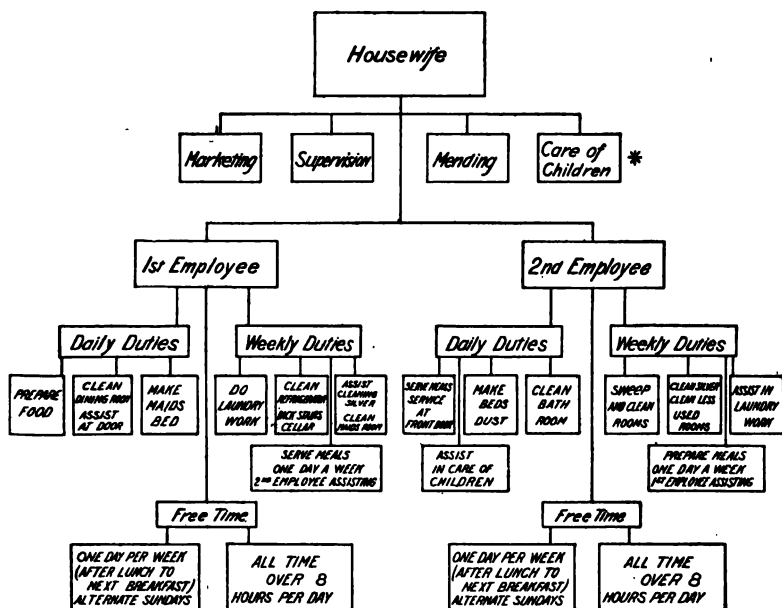 Housewife
Marketing
Supervision
Mending
Care of
Children
*
1st Employee
2nd Employee
Daily Duties
Weekly Duties
Daily Duties
Weekly Duties
PREPARE
FOOD
CLEAN
DINING ROOM
ASSIST
AT DOOR
MAKE
MAIDS
BED
DO
LAUNDRY
WORK
CLEAN
REFRIGERATOR
BACK STAIRS
CELLAR
ASSIST
CLEANING
SILVER
CLEAN
MAIDS ROOM
SERVE MEALS
ONE DAY A WEEK
2ND EMPLOYEE ASSISTING
SERVE MEALS
SERVICE
AT
FRONT DOOR
MAKE
BEDS
DUST
CLEAN
BATH
ROOM
ASSIST
IN CARE OF
CHILDREN
SWEEP
AND CLEAN
ROOMS
CLEAN SILVER
CLEAN LESS
USED
ROOMS
ASSIST IN
LAUNDRY
WORK
PREPARE MEALS
ONE DAY A WEEK
1ST EMPLOYEE ASSISTING
Free Time
Free Time
ONE DAY PER WEEK
(AFTER LUNCH TO
NEXT BREAKFAST)
ALTERNATE SUNDAYS
ALL TIME
OVER 8
HOURS PER DAY
ONE DAY PER WEEK
(AFTER LUNCH TO
NEXT BREAKFAST)
ALTERNATE SUNDAYS
ALL TIME
OVER 8
HOURS PER DAY